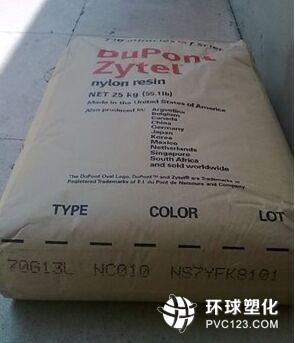 DuPont
Zytel®
nylon resin
NET 25 kg (55.1lb)
Made in the United States of America
Also produced in: Argentina
Belgium
Canada
China
Germany
Japan
Korea
Mexico
Netherlands
Singapore
South Africa
and sold worldwide
The DuPont Oval Logo, DuPont™ and Zytel® are Trademarks or
Registered Trademarks of E.I. du Pont de Nemours and Company
TYPE COLOR LOT
70G13L NC010 NS7YFK8101
环球塑化
PVC123.COM